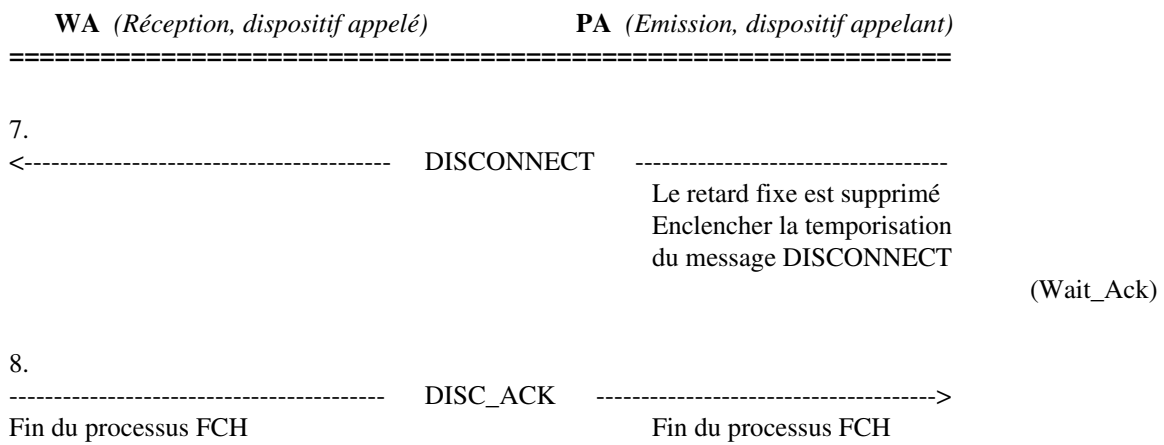 WA (Réception, dispositif appelé) PA (Emission, dispositif appelant)
==============================================================
7.
<----------------------------------------- DISCONNECT -----------------------------------
Le retard fixe est supprimé
Enclencher la temporisation
du message DISCONNECT
(Wait_Ack)
8.
------------------------------------------ DISC_ACK -------------------------------------->
Fin du processus FCH Fin du processus FCH